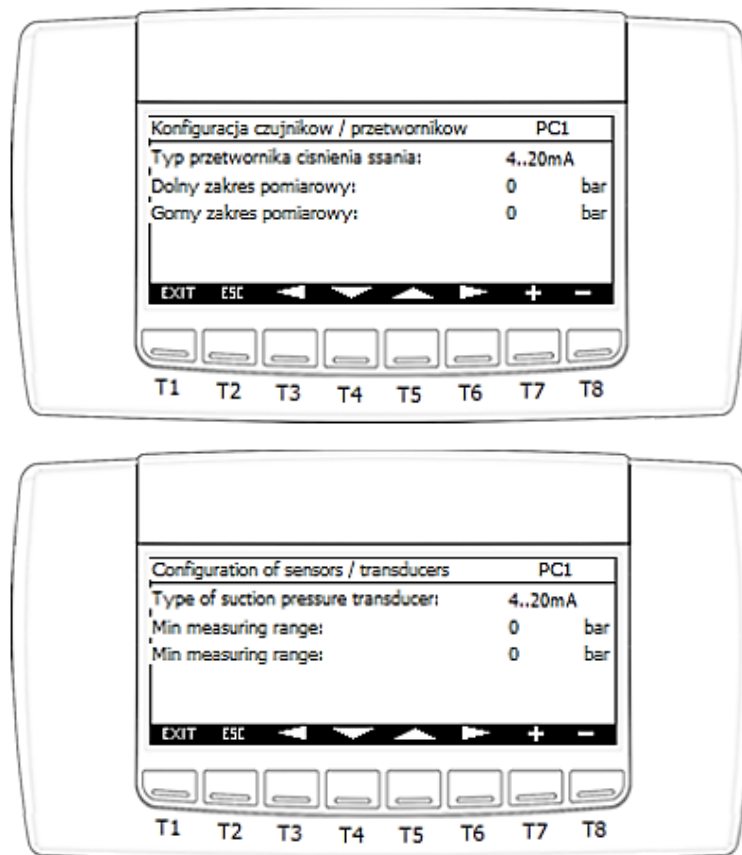 Konfiguracja czujnikow / przetwornikow PC1
Typ przetwornika cisnienia ssania: 4..20mA
Dolny zakres pomiarowy: 0 bar
Gorny zakres pomiarowy: 0 bar
EXIT ESC + -
T1 T2 T3 T4 T5 T6 T7 T8
Configuration of sensors / transducers PC1
Type of suction pressure transducer: 4..20mA
Min measuring range: 0 bar
Min measuring range: 0 bar
EXIT ESC + -
T1 T2 T3 T4 T5 T6 T7 T8